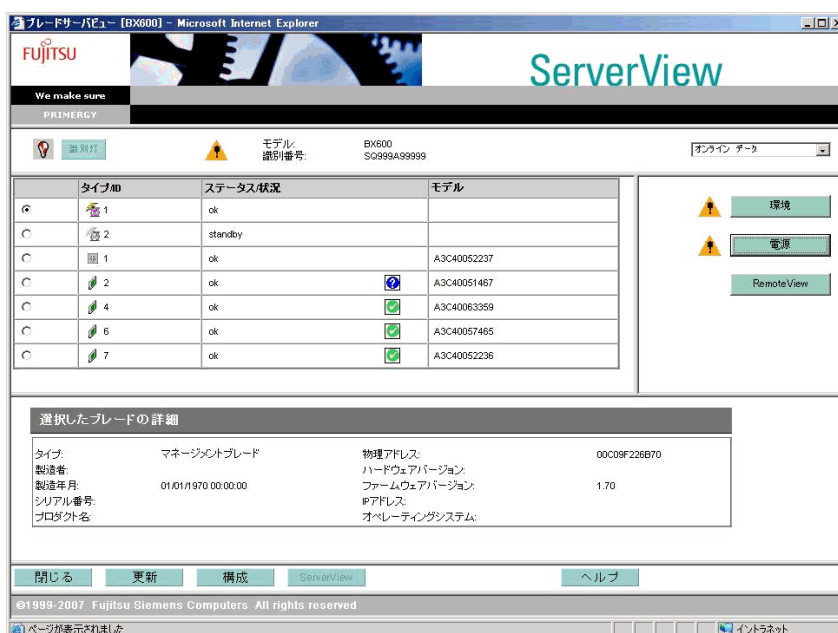 ブレードサーバビュー [BX600] - Microsoft Internet Explorer
FUJITSU
ServerView
We make sure
PRIMERGY
識別灯
モデル: BX600
識別番号: SQ999A99999
オンライン データ
タイプ/ID ステータス/状況 モデル
1 ok
2 standby
1 ok A3C40052237
2 ok A3C40051467
4 ok A3C40063359
6 ok A3C40057465
7 ok A3C40052236
環境
電源
RemoteView
選択したブレードの詳細
タイプ: マネージメントブレード 物理アドレス: 00C09F226B70
製造者: ハードウェアバージョン:
製造年月: 01/01/1970 00:00:00 ファームウェアバージョン: 1.70
シリアル番号: IPアドレス:
プロダクト名: オペレーティングシステム:
閉じる 更新 構成 ServerView ヘルプ
©1999-2007 Fujitsu Siemens Computers All rights reserved
ページが表示されました イントラネット